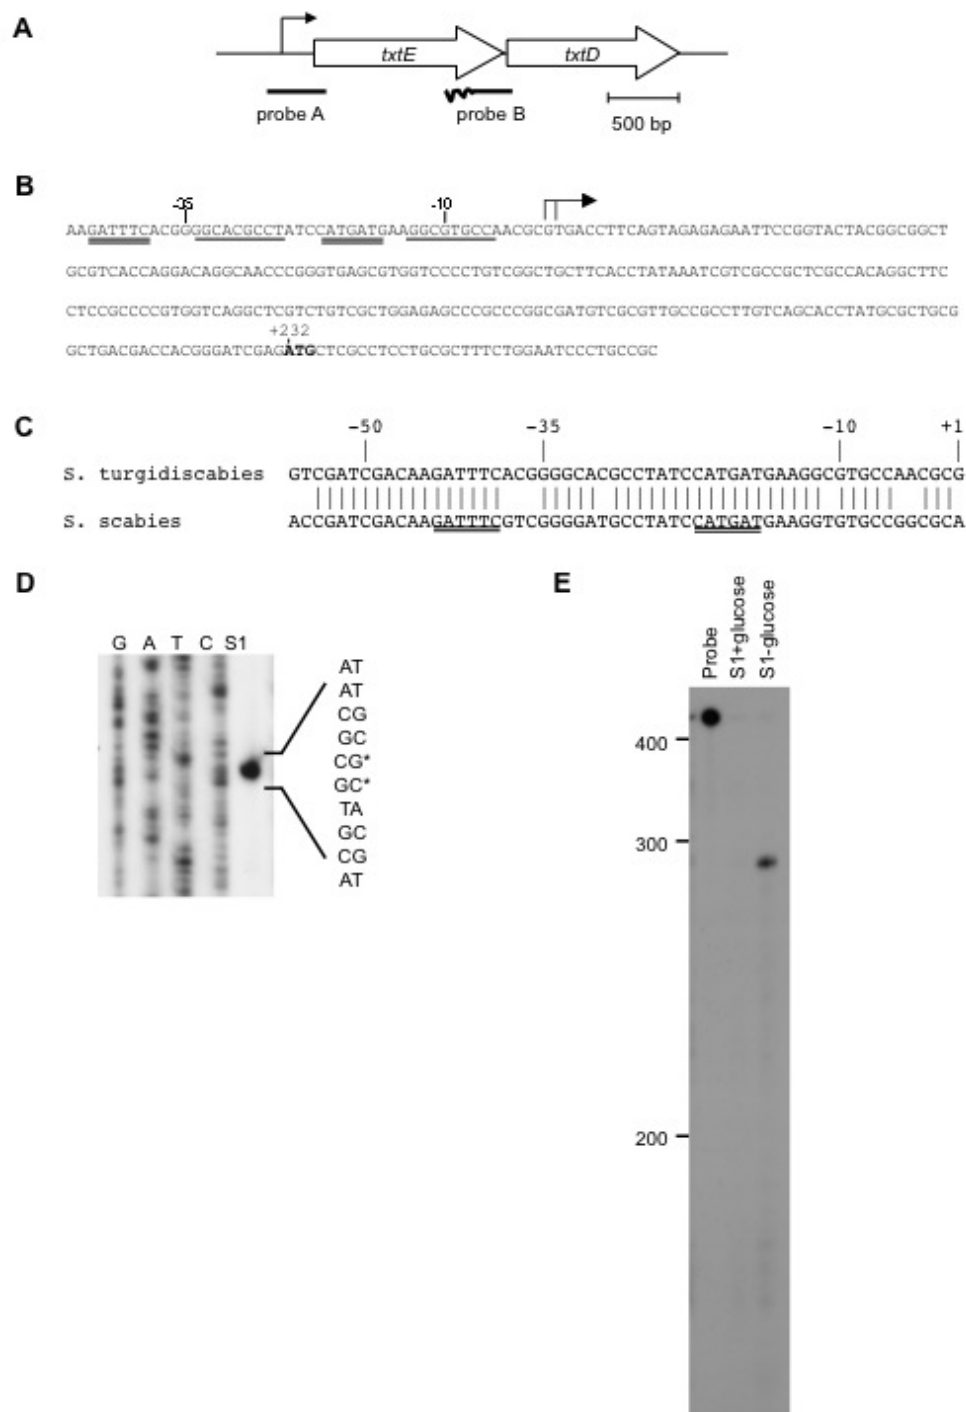 A
txtE txtD
probe A probe B
500 bp
B
-35 -10
AAGATTTCACGGGGCACGCCTATCCATGATGAAGGCGTGCCAACGCGTGACCTTCAGTAGAGAGAATTCCGGTACTACGGCGGCT
GCGTCACCAGGACAGGCAACCCGGGTGAGCGTGGTCCCCTGTCGGCTGCTTCACCTATAAATCGTCGCCGCTCGCCACAGGCTTC
CTCCGCCCCGTGGTCAGGCTCGTCTGTCGCTGGAGAGCCCGCCCGGCGATGTCGCGTTGCCGCCTTGTCAGCACCTATGCGCTGCG
+232
GCTGACGACCACGGGATCGAGATGCTCGCCTCCTGCGCTTTCTGGAATCCCTGCCGC
C
-50 -35 -10 +1
S. turgidiscabies GTCGATCGACAAGATTTCACGGGGCACGCCTATCCATGATGAAGGCGTGCCAACGCG
S. scabies ACCGATCGACAAGATTTCGTCGGGGATGCCTATCCATGATGAAGGTGTGCCGGCGCA
D
G A T C S1
AT
AT
CG
GC
CG*
GC*
TA
GC
CG
AT
E
Probe
S1+glucose
S1-glucose
400
300
200